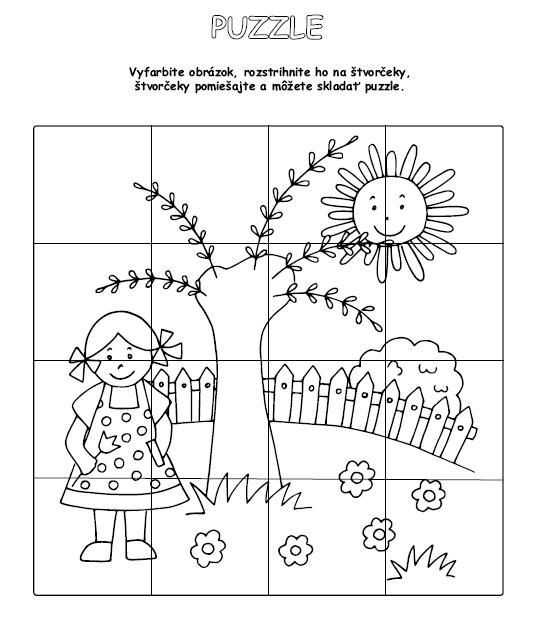 PUZZLE
Vyfarbite obrázok, rozstrihnite ho na štvorčeky,
štvorčeky pomiešajte a môžete skladať puzzle.